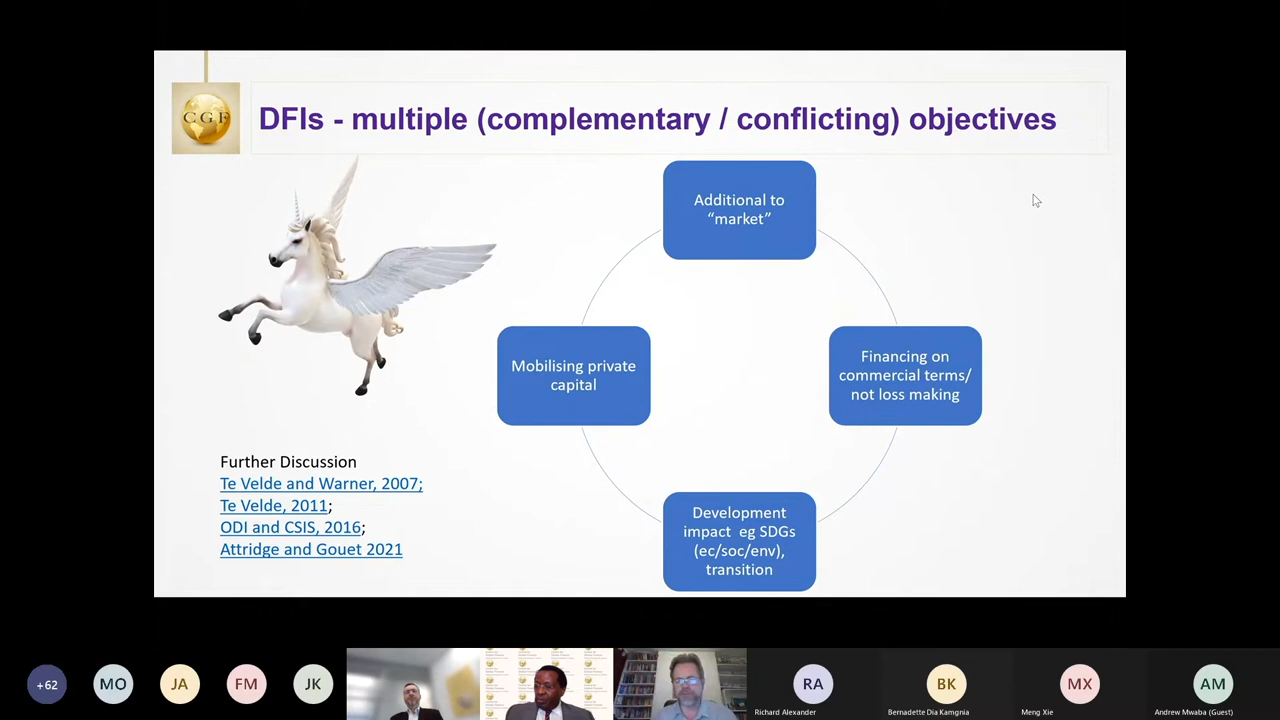 CGF
DFIs - multiple (complementary / conflicting) objectives
Additional to
“market”
Mobilising private
capital
Financing on
commercial terms/
not loss making
Development
impact eg SDGs
(ec/soc/env),
transition
Further Discussion
Te Velde and Warner, 2007;
Te Velde, 2011;
ODI and CSIS, 2016;
Attridge and Gouet 2021
+62
MO
JA
FM
JK
RA
Richard Alexander
BK
Bernadette Dia Kamgnia
MX
Meng Xie
AM
Andrew Mwaba (Guest)